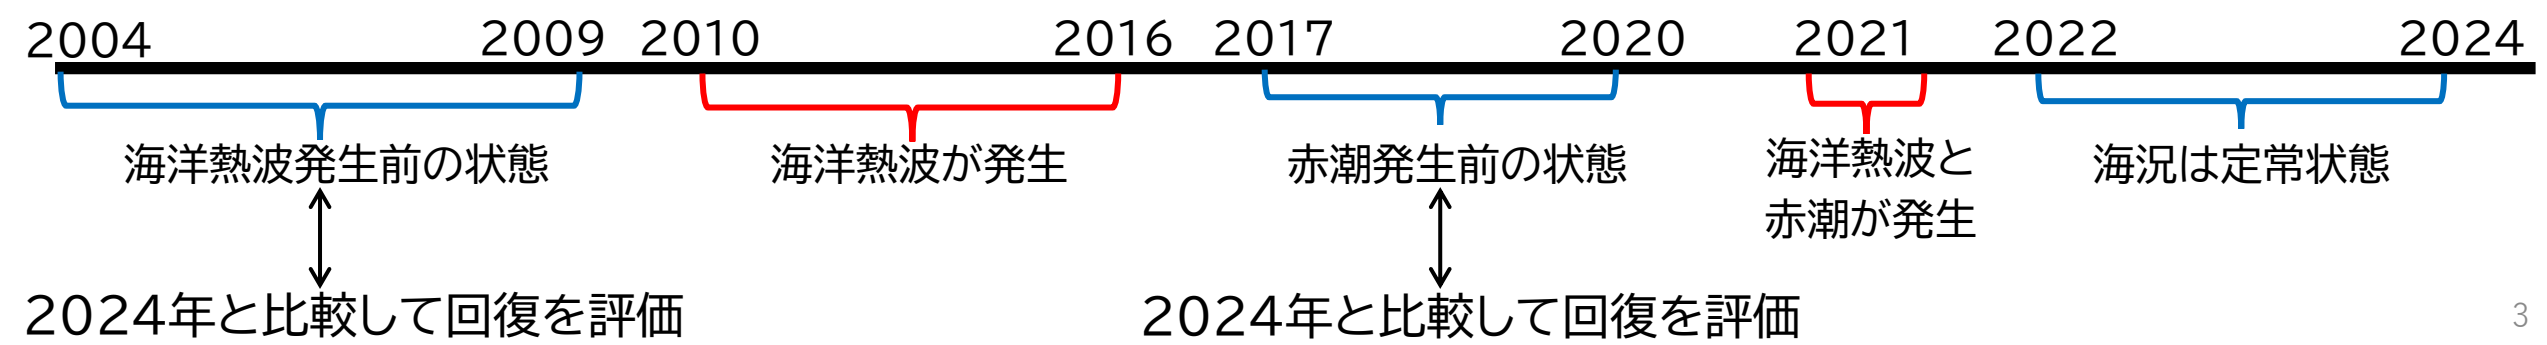 2004 2009 2010 2016 2017 2020 2021 2022 2024
海洋熱波発生前の状態 海洋熱波が発生 赤潮発生前の状態 海洋熱波と 海況は定常状態
赤潮が発生
2024年と比較して回復を評価 2024年と比較して回復を評価 3